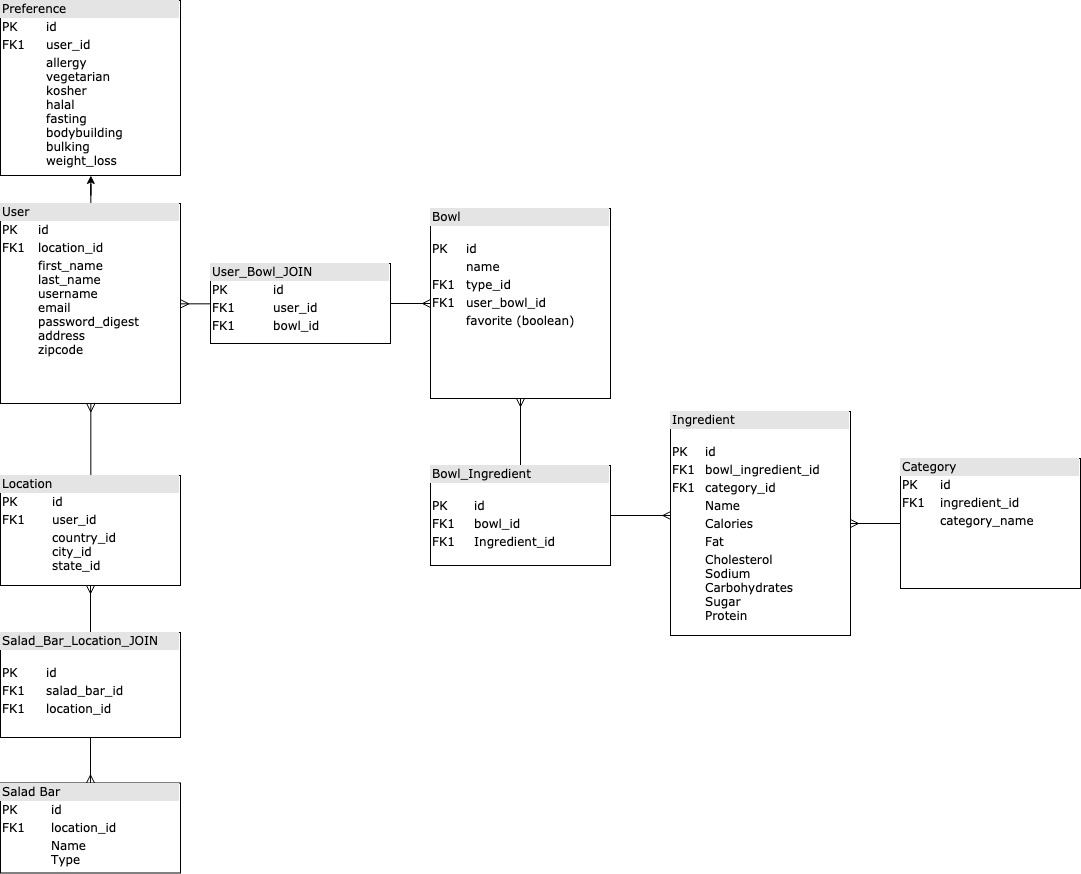 Preference
PK id
FK1 user_id
allergy
vegetarian
kosher
halal
fasting
bodybuilding
bulking
weight_loss
User
PK id
FK1 location_id
first_name
last_name
username
email
password_digest
address
zipcode
User_Bowl_JOIN
PK id
FK1 user_id
FK1 bowl_id
Bowl
PK id
name
FK1 type_id
FK1 user_bowl_id
favorite (boolean)
Location
PK id
FK1 user_id
country_id
city_id
state_id
Bowl_Ingredient
PK id
FK1 bowl_id
FK1 Ingredient_id
Ingredient
PK id
FK1 bowl_ingredient_id
FK1 category_id
Name
Calories
Fat
Cholesterol
Sodium
Carbohydrates
Sugar
Protein
Category
PK id
FK1 ingredient_id
category_name
Salad_Bar_Location_JOIN
PK id
FK1 salad_bar_id
FK1 location_id
Salad Bar
PK id
FK1 location_id
Name
Type